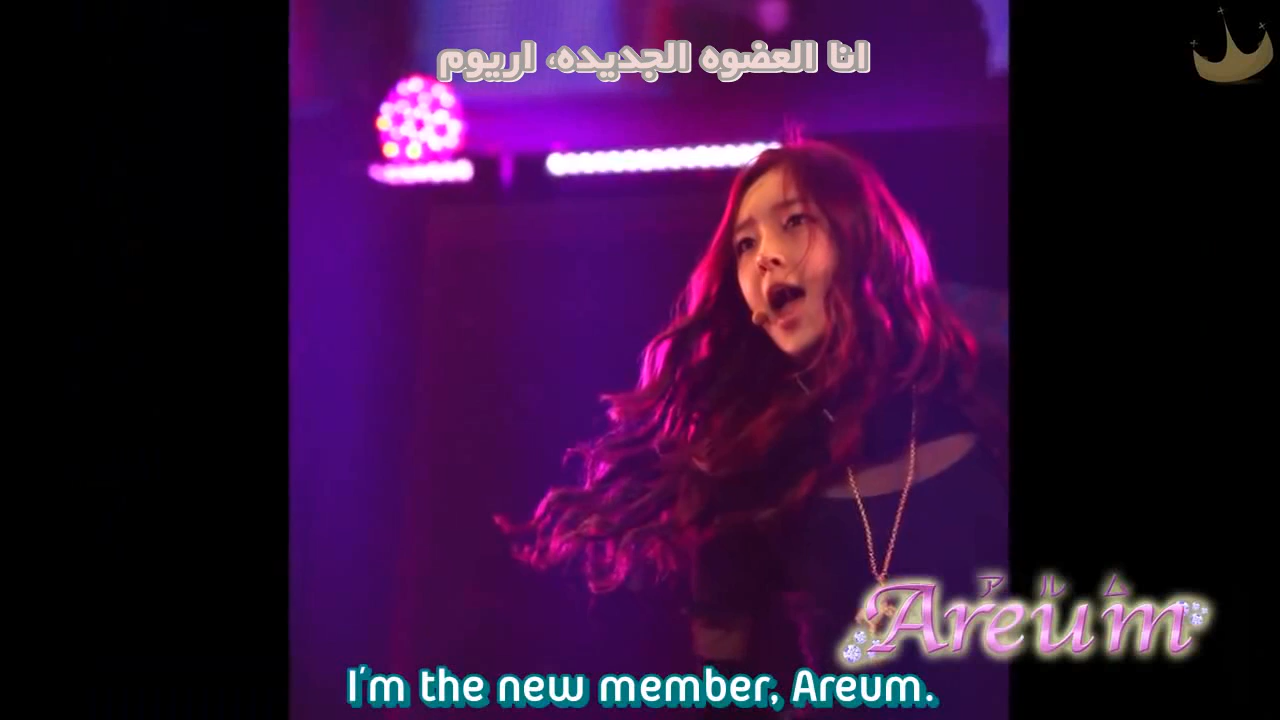 انا العضوه الجديده، اريوم
アルム
Areum
I'm the new member, Areum.